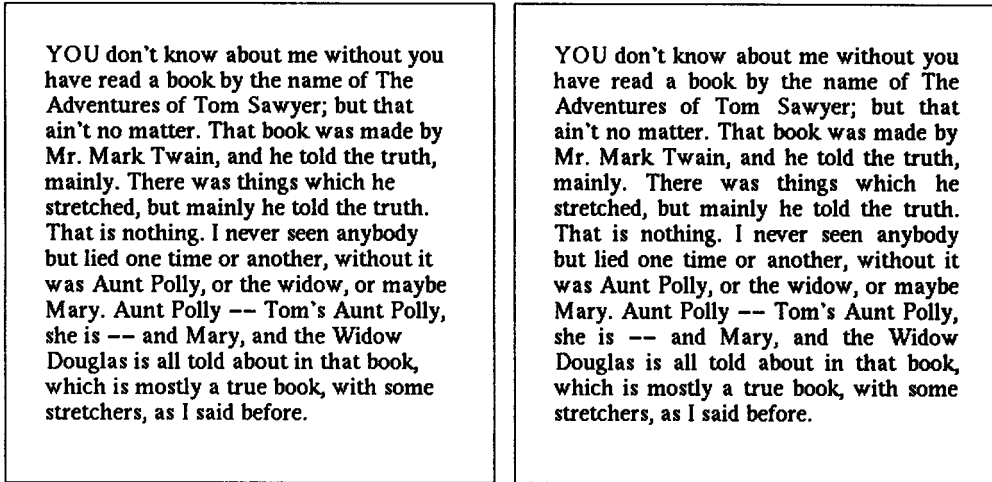 YOU don't know about me without you
have read a book by the name of The
Adventures of Tom Sawyer; but that
ain't no matter. That book was made by
Mr. Mark Twain, and he told the truth,
mainly. There was things which he
stretched, but mainly he told the truth.
That is nothing. I never seen anybody
but lied one time or another, without it
was Aunt Polly, or the widow, or maybe
Mary. Aunt Polly -- Tom's Aunt Polly,
she is -- and Mary, and the Widow
Douglas is all told about in that book,
which is mostly a true book, with some
stretchers, as I said before.
YOU don't know about me without you
have read a book by the name of The
Adventures of Tom Sawyer; but that
ain't no matter. That book was made by
Mr. Mark Twain, and he told the truth,
mainly. There was things which he
stretched, but mainly he told the truth.
That is nothing. I never seen anybody
but lied one time or another, without it
was Aunt Polly, or the widow, or maybe
Mary. Aunt Polly -- Tom's Aunt Polly,
she is -- and Mary, and the Widow
Douglas is all told about in that book,
which is mostly a true book, with some
stretchers, as I said before.